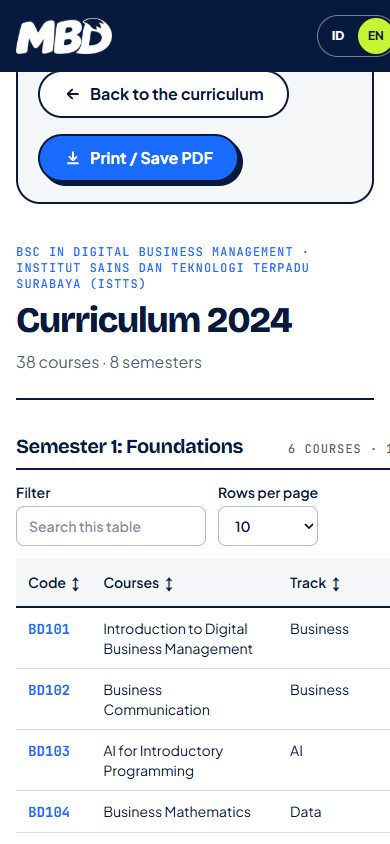 MBD
ID EN
← Back to the curriculum
Print / Save PDF
BSC IN DIGITAL BUSINESS MANAGEMENT ·
INSTITUT SAINS DAN TEKNOLOGI TERPADU
SURABAYA (ISTTS)
Curriculum 2024
38 courses · 8 semesters
Semester 1: Foundations
6 COURSES ·
Filter
Rows per page
Search this table
10
Code ↕ Courses ↕ Track ↕
BD101 Introduction to Digital Business
Business Management
BD102 Business Business
Communication
BD103 AI for Introductory AI
Programming
BD104 Business Mathematics Data